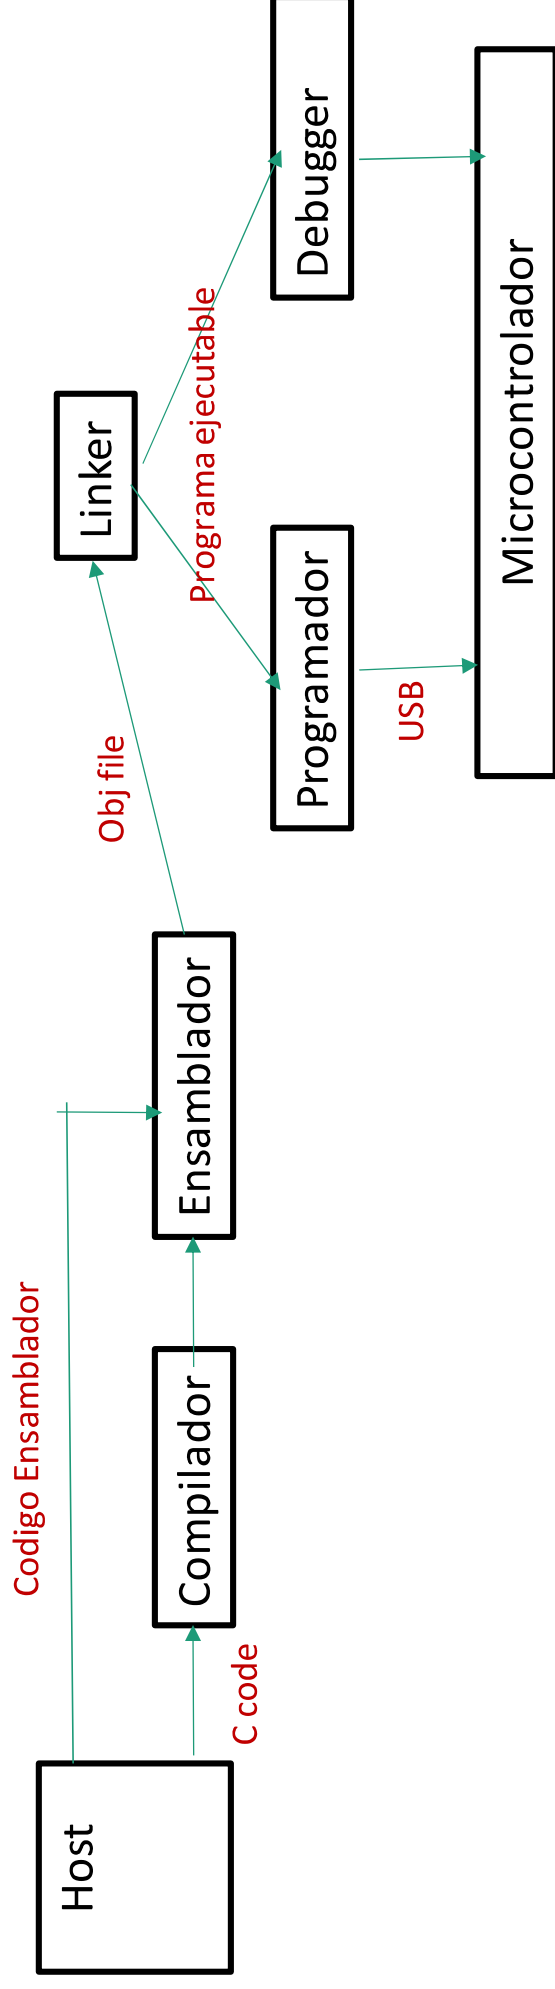 Codigo Ensamblador
Host
C code
Compilador
Ensamblador
Obj file
Linker
Programa ejecutable
Programador
Debugger
USB
Microcontrolador